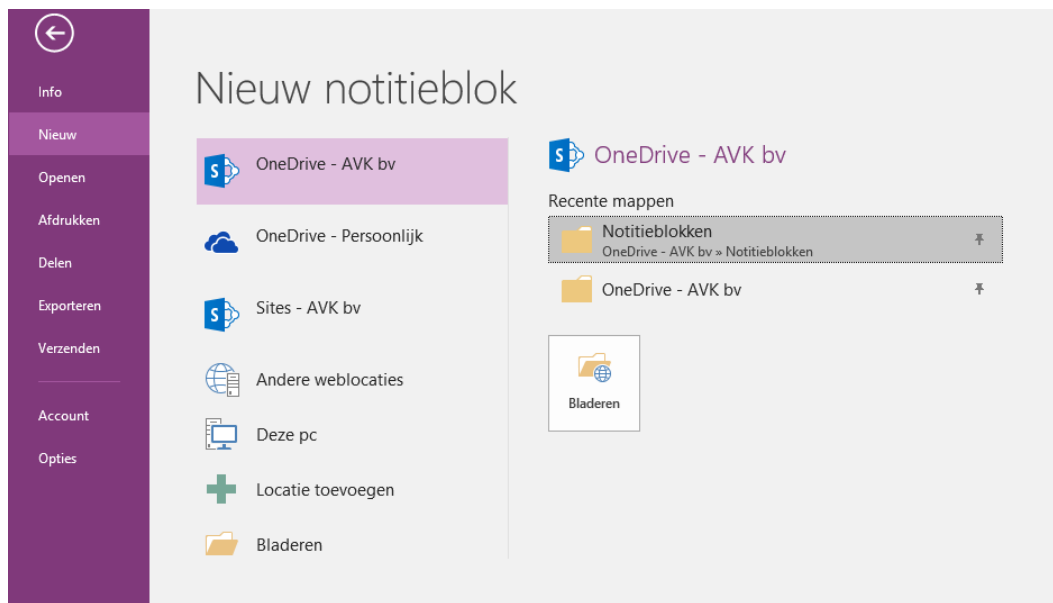 Info
Nieuw
Openen
Afdrukken
Delen
Exporteren
Verzenden
Account
Opties
Nieuw notitieblok
OneDrive - AVK bv
OneDrive - Persoonlijk
Sites - AVK bv
Andere weblocaties
Deze pc
Locatie toevoegen
Bladeren
OneDrive - AVK bv
Recente mappen
Notitieblokken
OneDrive - AVK bv » Notitieblokken
OneDrive - AVK bv
Bladeren